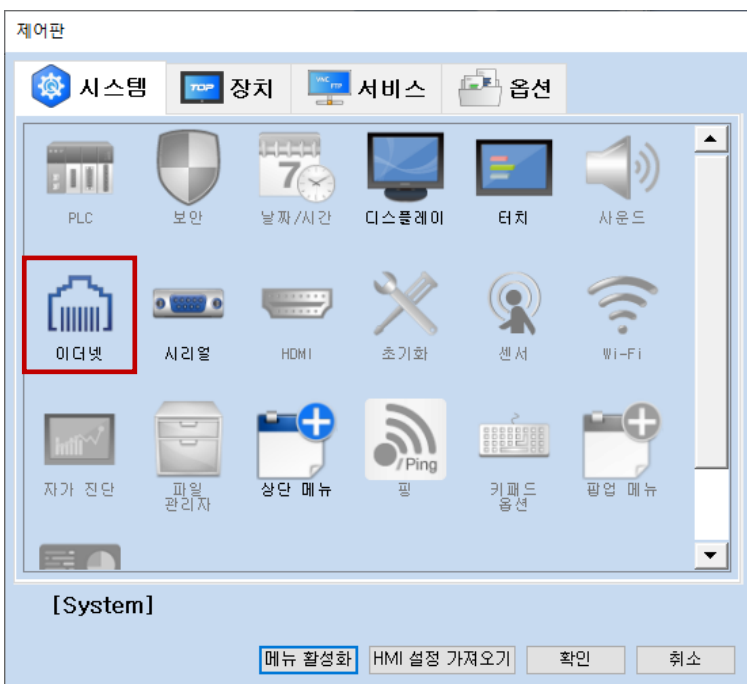 제어판
시스템
TOP 장치
VNC FTP 서비스
옵션
PLC
보안
7
날짜/시간
디스플레이
터치
사운드
이더넷
시리얼
HDMI
초기화
센서
Wi-Fi
자가 진단
파일
관리자
상단 메뉴
/Ping
핑
키패드
옵션
팝업 메뉴
[System]
메뉴 활성화
HMI 설정 가져오기
확인
취소